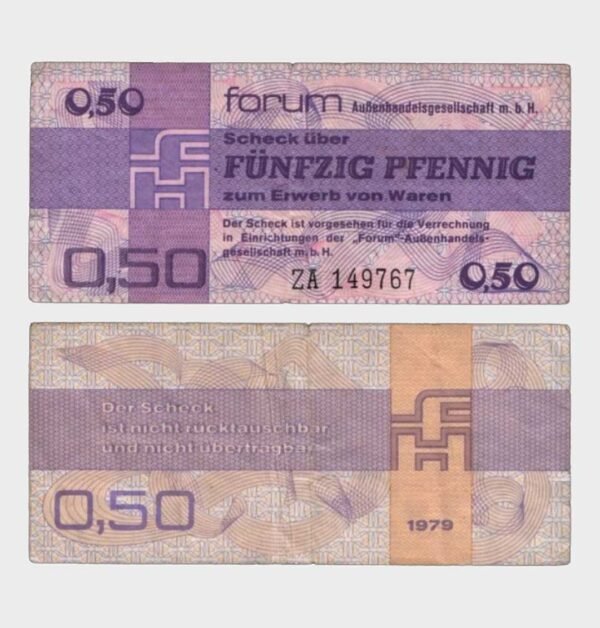 0,50
forum Außenhandelsgesellschaft m. b. H.
Scheck über
FÜNFZIG PFENNIG
zum Erwerb von Waren
Der Scheck ist vorgesehen für die Verrechnung
in Einrichtungen der „Forum"-Außenhandels-
gesellschaft m. b. H.
0,50
ZA 149767
0,50
Der Scheck
ist nicht rücktauschbar
und nicht übertragbar
0,50
1979